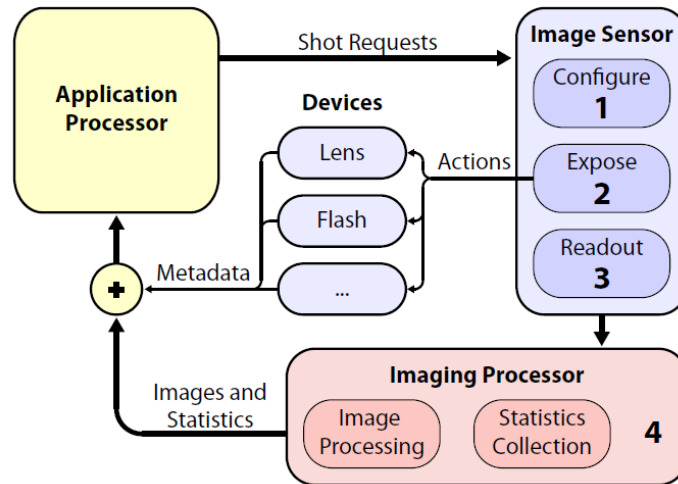 Shot Requests
Image Sensor
Configure
1
Application
Processor
Devices
Lens
Actions
Expose
2
Flash
Readout
3
Metadata
...
+
Imaging Processor
Images and
Statistics
Image
Processing
Statistics
Collection
4